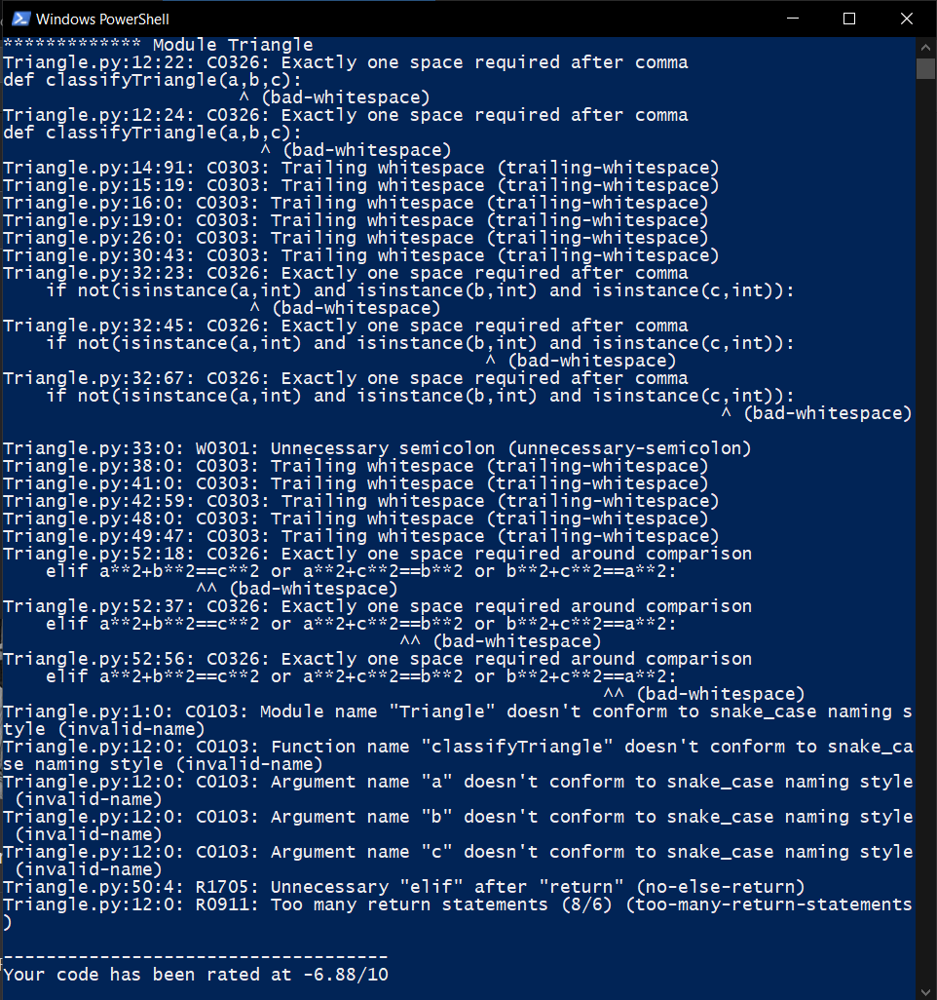 Windows PowerShell
************* Module Triangle
Triangle.py:12:22: C0326: Exactly one space required after comma
def classifyTriangle(a,b,c):
                      ^ (bad-whitespace)
Triangle.py:12:24: C0326: Exactly one space required after comma
def classifyTriangle(a,b,c):
                        ^ (bad-whitespace)
Triangle.py:14:91: C0303: Trailing whitespace (trailing-whitespace)
Triangle.py:15:19: C0303: Trailing whitespace (trailing-whitespace)
Triangle.py:16:0: C0303: Trailing whitespace (trailing-whitespace)
Triangle.py:19:0: C0303: Trailing whitespace (trailing-whitespace)
Triangle.py:26:0: C0303: Trailing whitespace (trailing-whitespace)
Triangle.py:30:43: C0303: Trailing whitespace (trailing-whitespace)
Triangle.py:32:23: C0326: Exactly one space required after comma
    if not(isinstance(a,int) and isinstance(b,int) and isinstance(c,int)):
                       ^ (bad-whitespace)
Triangle.py:32:45: C0326: Exactly one space required after comma
    if not(isinstance(a,int) and isinstance(b,int) and isinstance(c,int)):
                                             ^ (bad-whitespace)
Triangle.py:32:67: C0326: Exactly one space required after comma
    if not(isinstance(a,int) and isinstance(b,int) and isinstance(c,int)):
                                                                   ^ (bad-whitespace)
Triangle.py:33:0: W0301: Unnecessary semicolon (unnecessary-semicolon)
Triangle.py:38:0: C0303: Trailing whitespace (trailing-whitespace)
Triangle.py:41:0: C0303: Trailing whitespace (trailing-whitespace)
Triangle.py:42:59: C0303: Trailing whitespace (trailing-whitespace)
Triangle.py:48:0: C0303: Trailing whitespace (trailing-whitespace)
Triangle.py:49:47: C0303: Trailing whitespace (trailing-whitespace)
Triangle.py:52:18: C0326: Exactly one space required around comparison
    elif a**2+b**2==c**2 or a**2+c**2==b**2 or b**2+c**2==a**2:
                  ^^ (bad-whitespace)
Triangle.py:52:37: C0326: Exactly one space required around comparison
    elif a**2+b**2==c**2 or a**2+c**2==b**2 or b**2+c**2==a**2:
                                     ^^ (bad-whitespace)
Triangle.py:52:56: C0326: Exactly one space required around comparison
    elif a**2+b**2==c**2 or a**2+c**2==b**2 or b**2+c**2==a**2:
                                                        ^^ (bad-whitespace)
Triangle.py:1:0: C0103: Module name "Triangle" doesn't conform to snake_case naming s
tyle (invalid-name)
Triangle.py:12:0: C0103: Function name "classifyTriangle" doesn't conform to snake_ca
se naming style (invalid-name)
Triangle.py:12:0: C0103: Argument name "a" doesn't conform to snake_case naming style
 (invalid-name)
Triangle.py:12:0: C0103: Argument name "b" doesn't conform to snake_case naming style
 (invalid-name)
Triangle.py:12:0: C0103: Argument name "c" doesn't conform to snake_case naming style
 (invalid-name)
Triangle.py:50:4: R1705: Unnecessary "elif" after "return" (no-else-return)
Triangle.py:12:0: R0911: Too many return statements (8/6) (too-many-return-statements
)
------------------------------------
Your code has been rated at -6.88/10